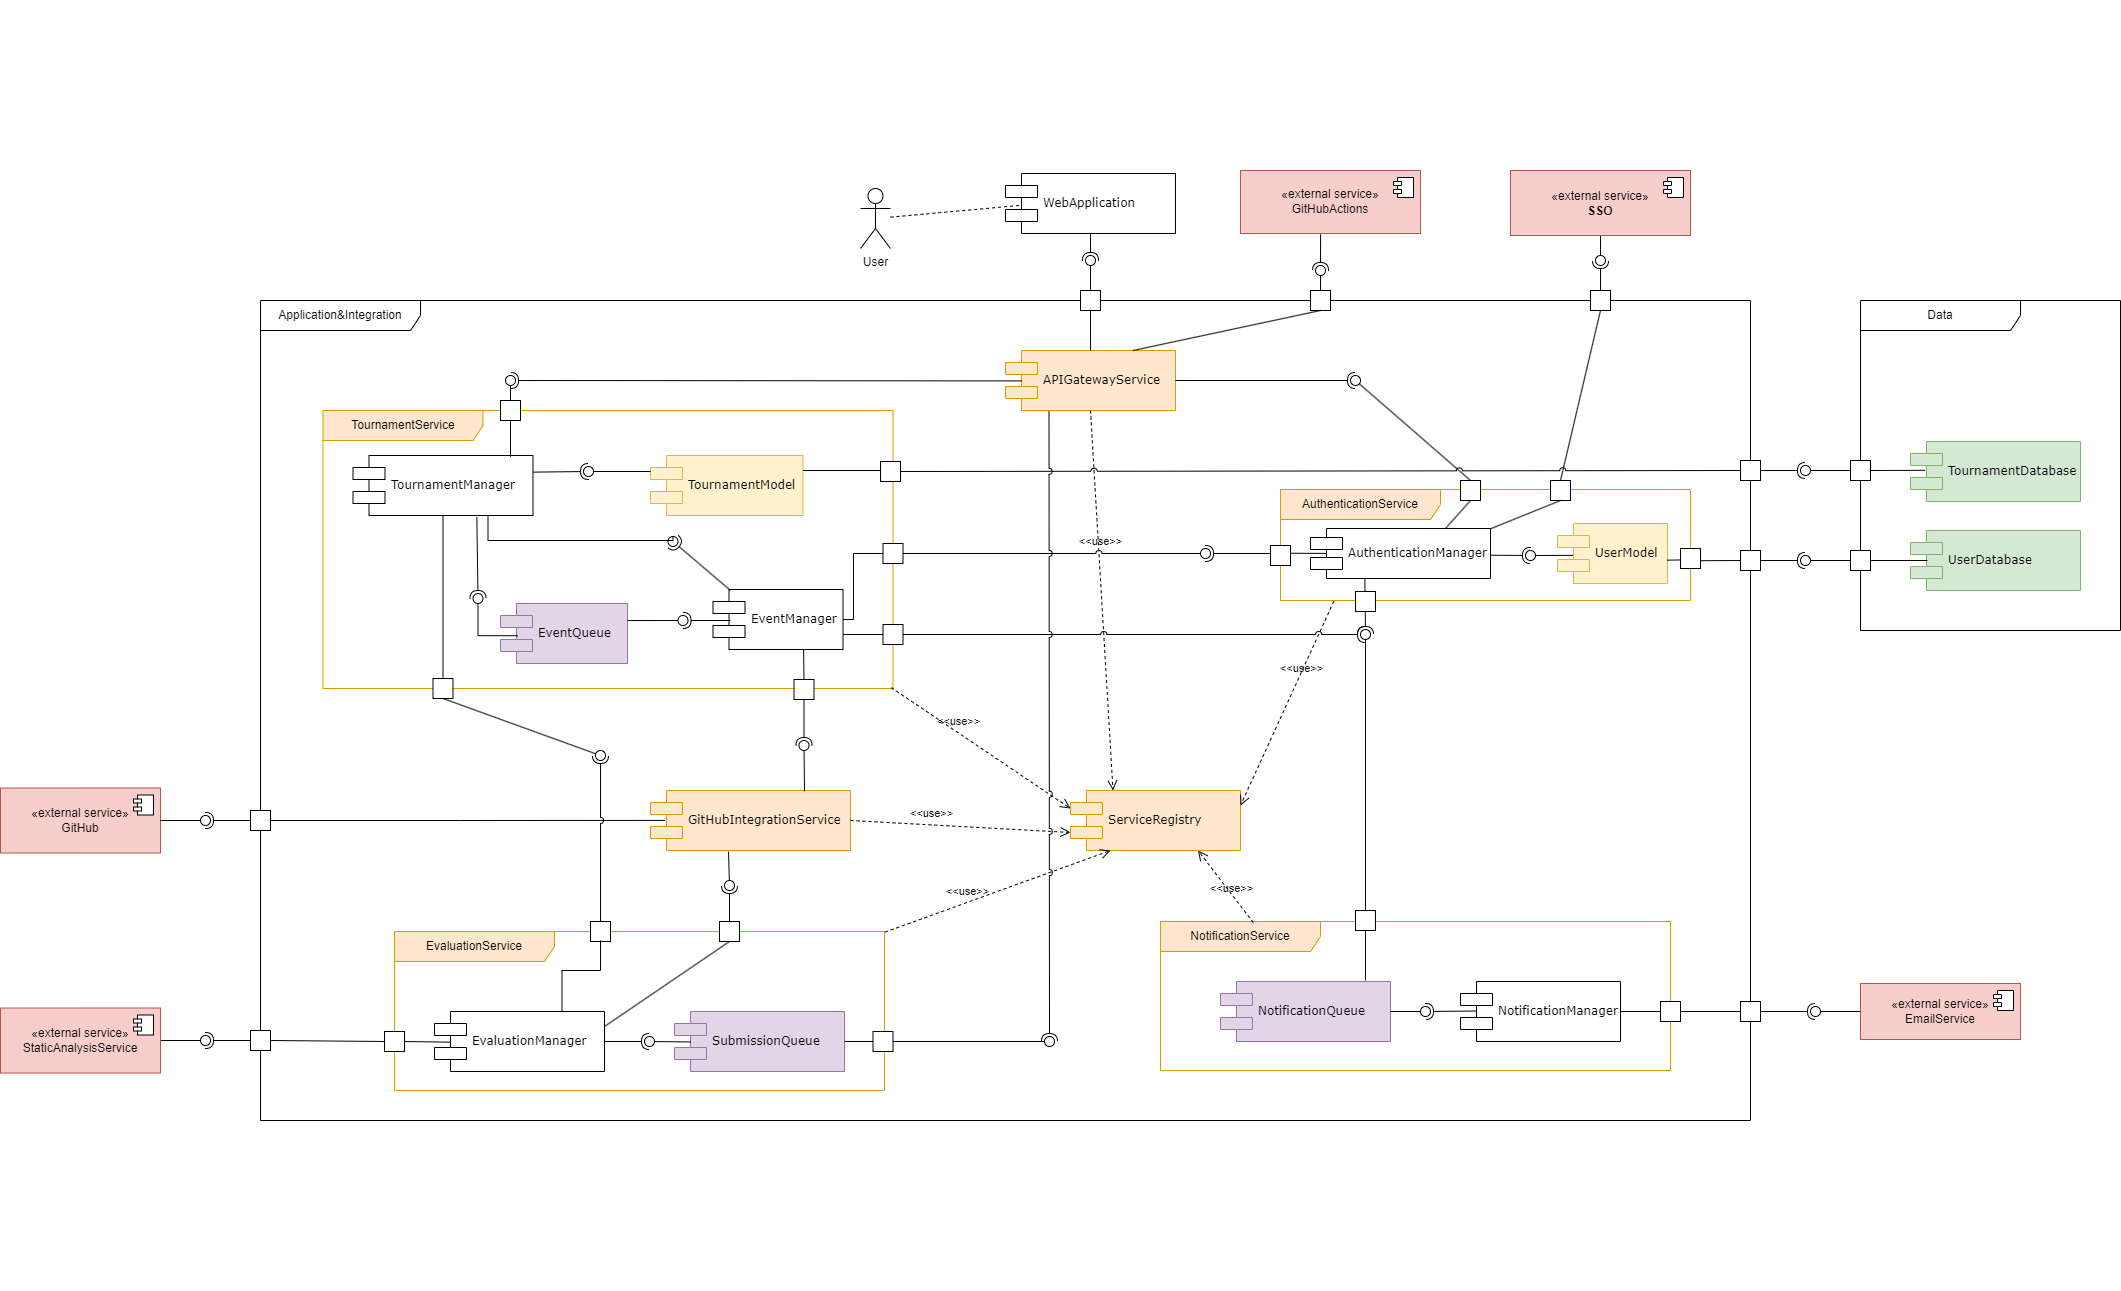 WebApplication
«external service»
GitHubActions
«external service»
SSO
User
Application&Integration
Data
APIGatewayService
TournamentService
TournamentManager
TournamentModel
TournamentDatabase
AuthenticationService
<<use>>
AuthenticationManager
UserModel
UserDatabase
EventManager
EventQueue
<<use>>
<<use>>
«external service»
GitHub
GitHubIntegrationService
<<use>>
ServiceRegistry
<<use>>
<<use>>
EvaluationService
NotificationService
«external service»
EmailService
NotificationQueue
NotificationManager
«external service»
StaticAnalysisService
EvaluationManager
SubmissionQueue